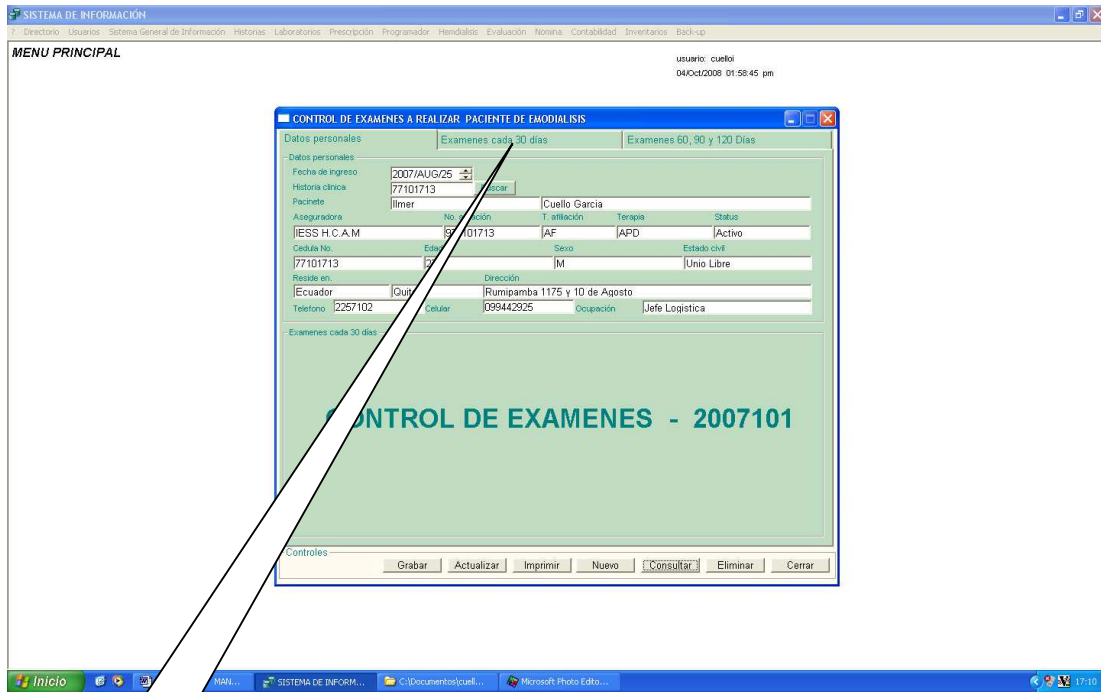 SISTEMA DE INFORMACIÓN
? Directorio Usuarios Sistema General de Información Historias Laboratorios Prescripción Programador Hemdialisis Evaluación Nomina Contabilidad Inventarios Back-up
MENU PRINCIPAL
usuario: cuelloi
04/Oct/2008 01:58:45 pm
CONTROL DE EXAMENES A REALIZAR PACIENTE DE EMODIALISIS
Datos personales Examenes cada 30 días Examenes 60, 90 y 120 Días
Datos personales
Fecha de ingreso 2007/AUG/25
Historia clinica 77101713
Pacinete Ilmer Cuello Garcia
Aseguradora T. afiliación Terapia Status
IESS H.C.A.M AF APD Activo
Cedula No. Sexo Estado civil
77101713 M Unio Libre
Reside en. Dirección
Ecuador Rumipamba 1175 y 10 de Agosto
Telefono 2257102 Celular 099442925 Ocupación Jefe Logistica
Examenes cada 30 días
CONTROL DE EXAMENES - 2007101
Controles
Grabar Actualizar Imprimir Nuevo Consultar Eliminar Cerrar
Inicio MAN... SISTEMA DE INFORM... C:\Documentos\cuell... Microsoft Photo Edito... 17:10